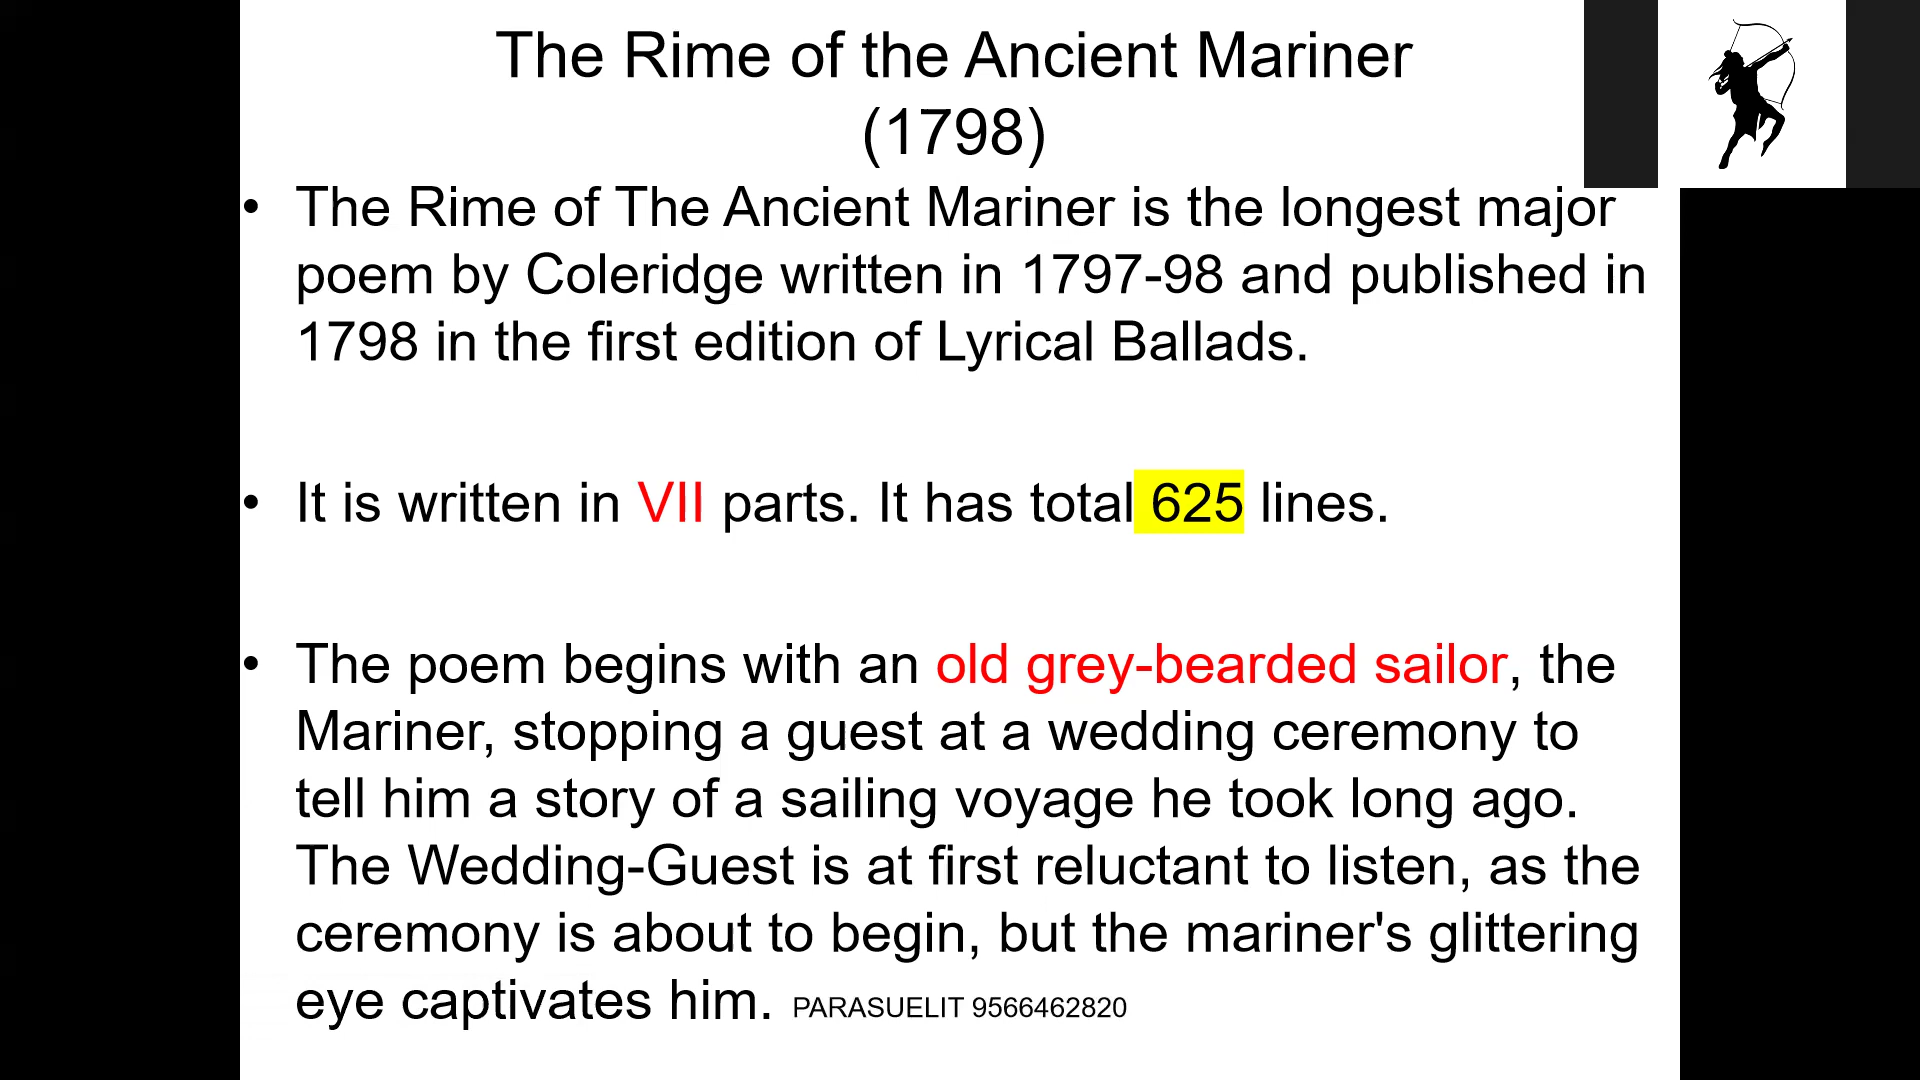 The Rime of the Ancient Mariner
(1798)
• The Rime of The Ancient Mariner is the longest major
poem by Coleridge written in 1797-98 and published in
1798 in the first edition of Lyrical Ballads.
• It is written in VII parts. It has total 625 lines.
• The poem begins with an old grey-bearded sailor, the
Mariner, stopping a guest at a wedding ceremony to
tell him a story of a sailing voyage he took long ago.
The Wedding-Guest is at first reluctant to listen, as the
ceremony is about to begin, but the mariner's glittering
eye captivates him. PARASUELIT 9566462820